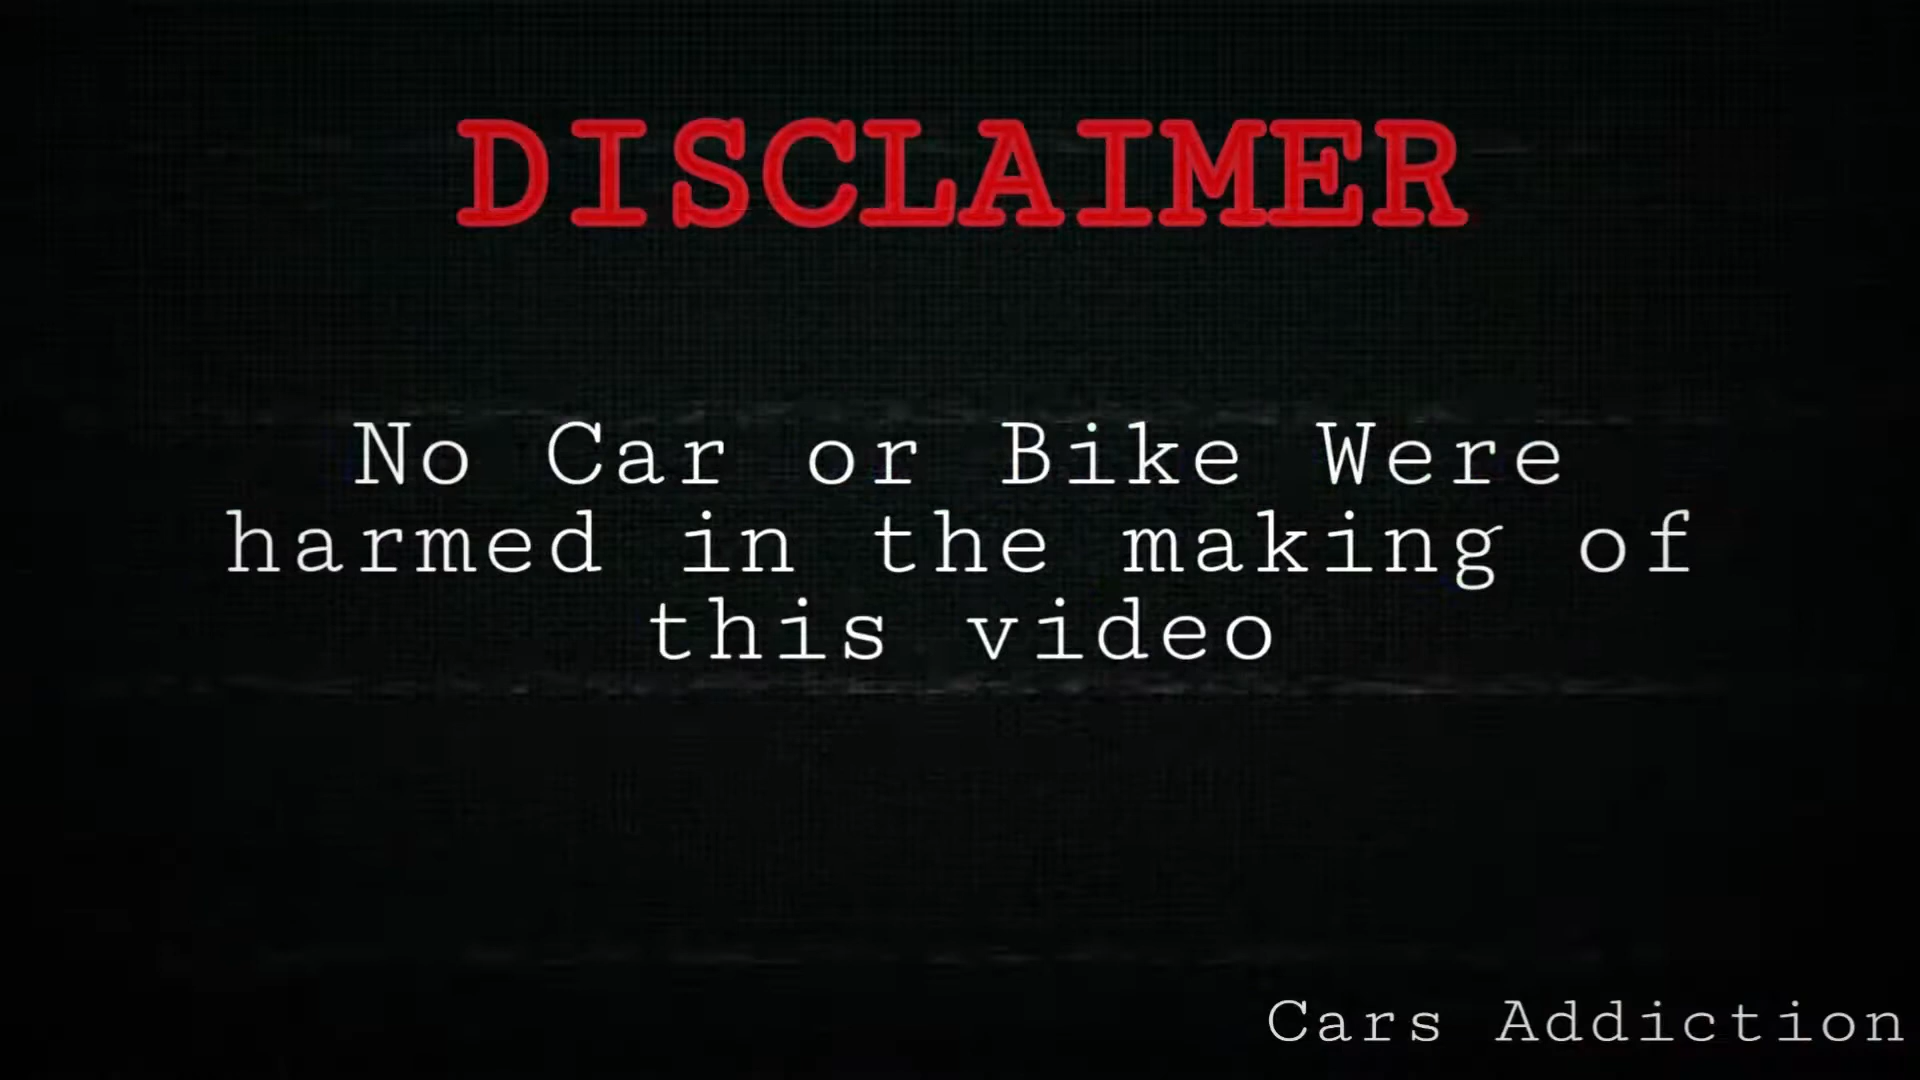 DISCLAIMER
No Car or Bike Were
harmed in the making of
this video
Cars Addiction